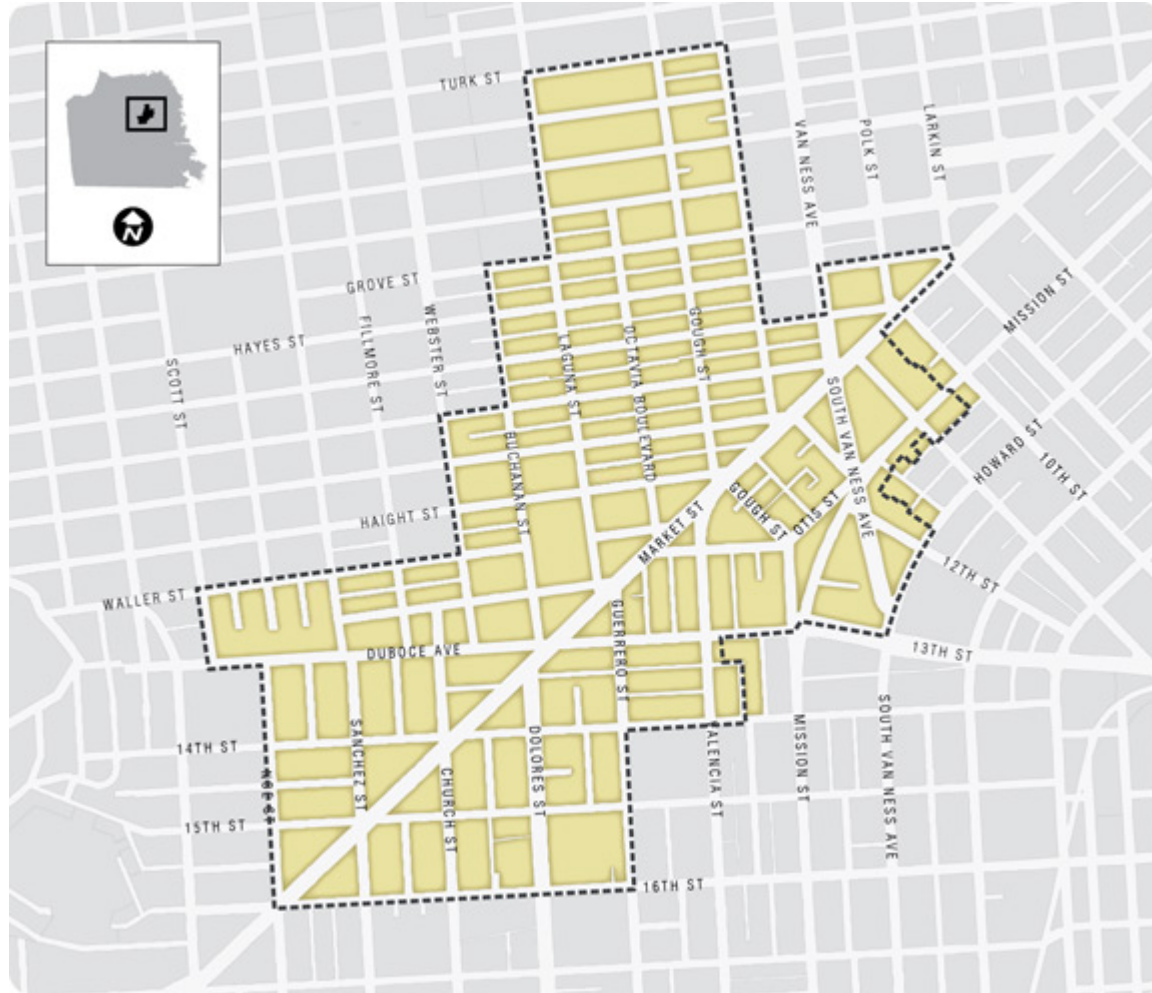 TURK ST
VAN NESS AVE
POLK ST
LARKIN ST
N
GROVE ST
MISSION ST
HAYES ST
WEBSTER ST
FILLMORE ST
SCOTT ST
LAGUNA ST
OCTAVIA BOULEVARD
GOUGH ST
SOUTH VAN NESS AVE
BUCHANAN ST
HOWARD ST
10TH ST
HAIGHT ST
MARKET ST
GOUGH ST
OTIS ST
12TH ST
WALLER ST
GUERRERO ST
DUBOCE AVE
13TH ST
14TH ST
SANCHEZ ST
CHURCH ST
DOLORES ST
ALENCIA ST
MISSION ST
SOUTH VAN NESS AVE
15TH ST
16TH ST